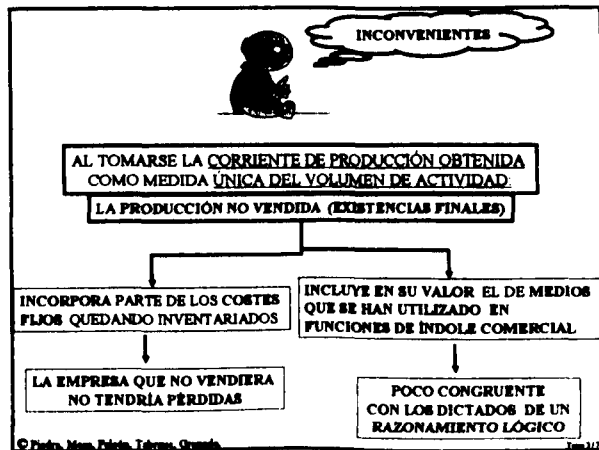 INCONVENIENTES
AL TOMARSE LA CORRIENTE DE PRODUCCIÓN OBTENIDA
COMO MEDIDA ÚNICA DEL VOLUMEN DE ACTIVIDAD:
LA PRODUCCIÓN NO VENDIDA (EXISTENCIAS FINALES)
INCORPORA PARTE DE LOS COSTES
FIJOS QUEDANDO INVENTARIADOS
LA EMPRESA QUE NO VENDIERA
NO TENDRÍA PÉRDIDAS
INCLUYE EN SU VALOR EL DE MEDIOS
QUE SE HAN UTILIZADO EN
FUNCIONES DE ÍNDOLE COMERCIAL
POCO CONGRUENTE
CON LOS DICTADOS DE UN
RAZONAMIENTO LÓGICO
©